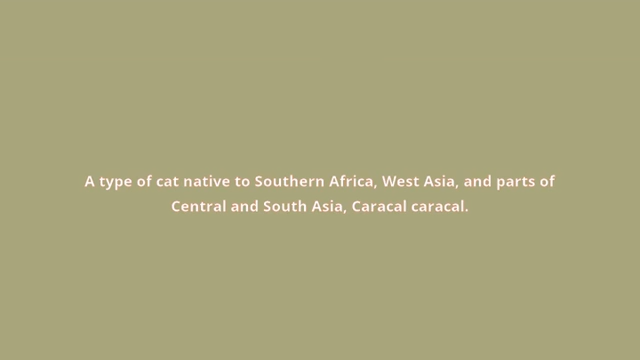 A type of cat native to Southern Africa, West Asia, and parts of
Central and South Asia, Caracal caracal.